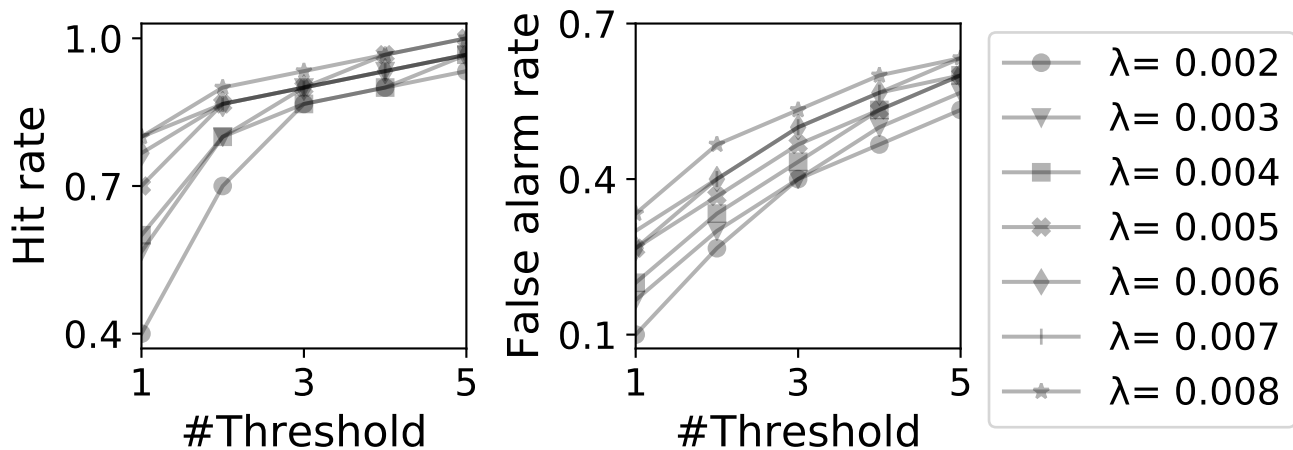 Hit rate
1.0
0.7
0.4
1 3 5
#Threshold
False alarm rate
0.7
0.4
0.1
1 3 5
#Threshold
λ= 0.002
λ= 0.003
λ= 0.004
λ= 0.005
λ= 0.006
λ= 0.007
λ= 0.008